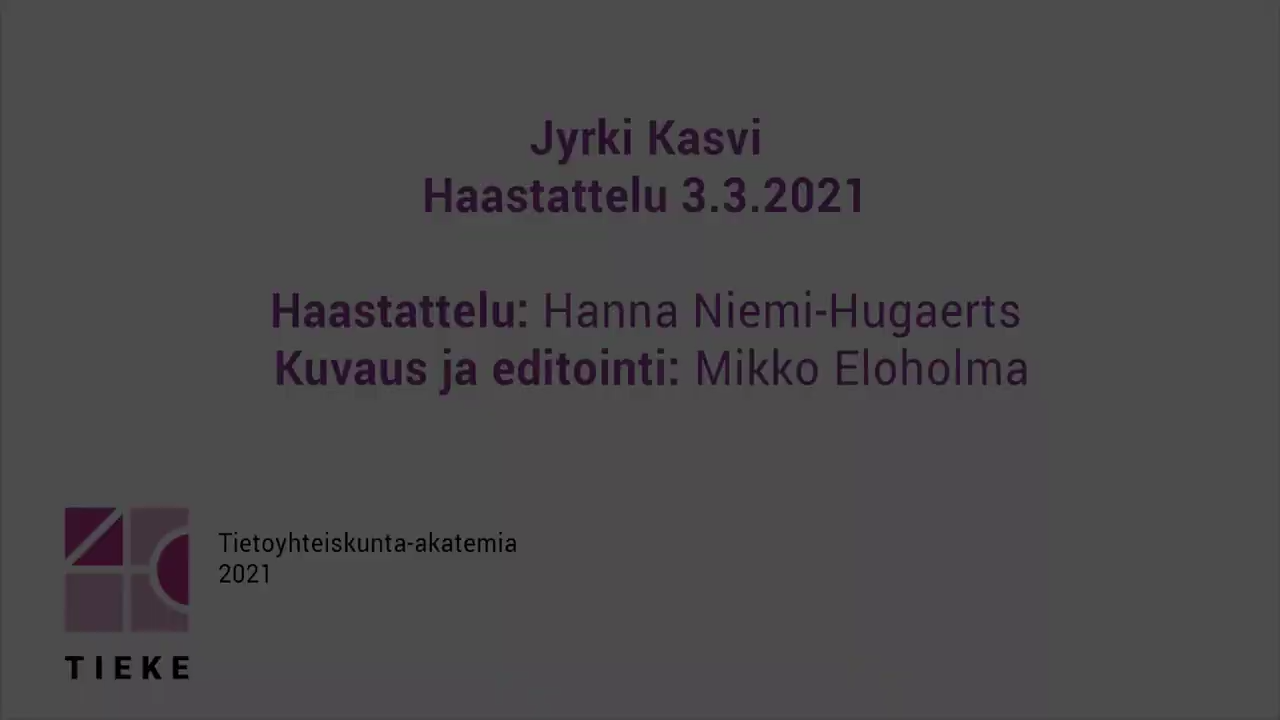 Jyrki Kasvi
Haastattelu 3.3.2021
Haastattelu: Hanna Niemi-Hugaerts
Kuvaus ja editointi: Mikko Eloholma
40
Tietoyhteiskunta-akatemia
2021
TIEKE